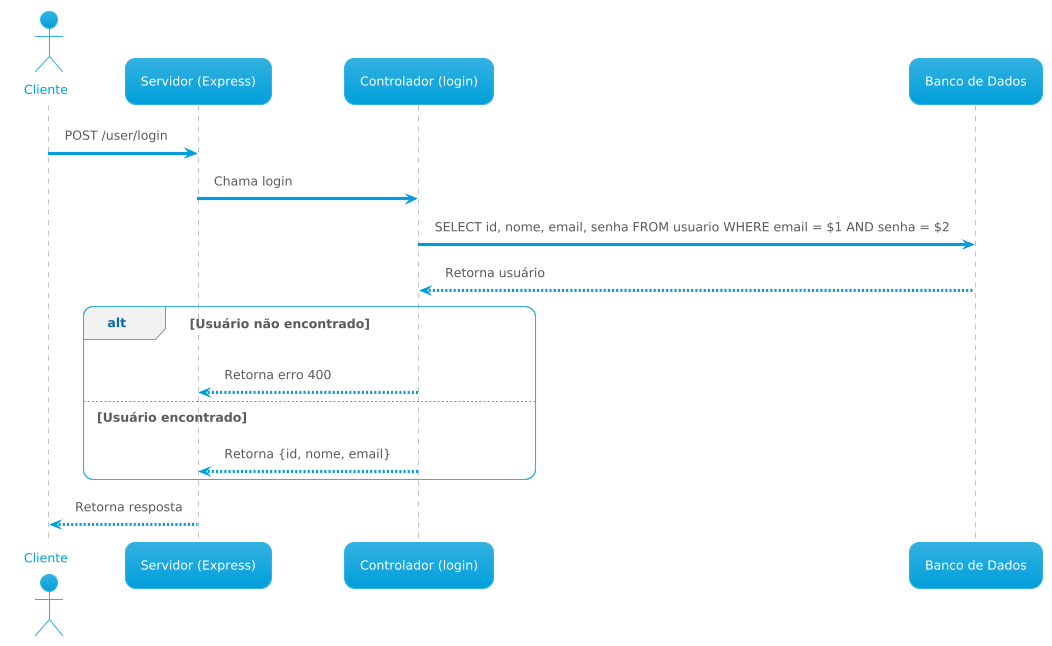 Cliente
Servidor (Express)
Controlador (login)
Banco de Dados
POST /user/login
Chama login
SELECT id, nome, email, senha FROM usuario WHERE email = $1 AND senha = $2
Retorna usuário
alt
[Usuário não encontrado]
Retorna erro 400
[Usuário encontrado]
Retorna {id, nome, email}
Retorna resposta
Cliente
Servidor (Express)
Controlador (login)
Banco de Dados